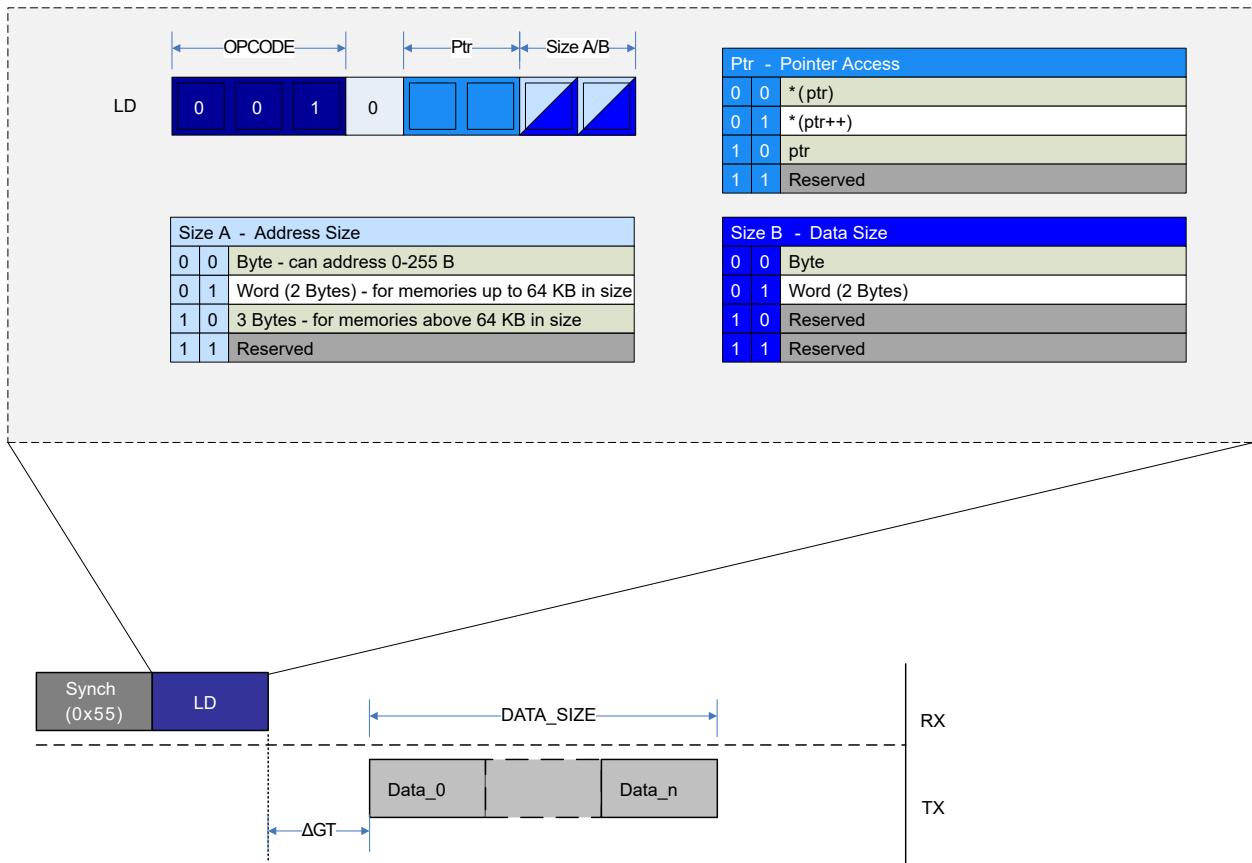 OPCODE Ptr Size A/B
LD 0 0 1 0
Ptr - Pointer Access
0 0 *(ptr)
0 1 *(ptr++)
1 0 ptr
1 1 Reserved
Size A - Address Size
0 0 Byte - can address 0-255 B
0 1 Word (2 Bytes) - for memories up to 64 KB in size
1 0 3 Bytes - for memories above 64 KB in size
1 1 Reserved
Size B - Data Size
0 0 Byte
0 1 Word (2 Bytes)
1 0 Reserved
1 1 Reserved
Synch
(0x55)
LD
DATA_SIZE
RX
Data_0
Data_n
TX
ΔGT